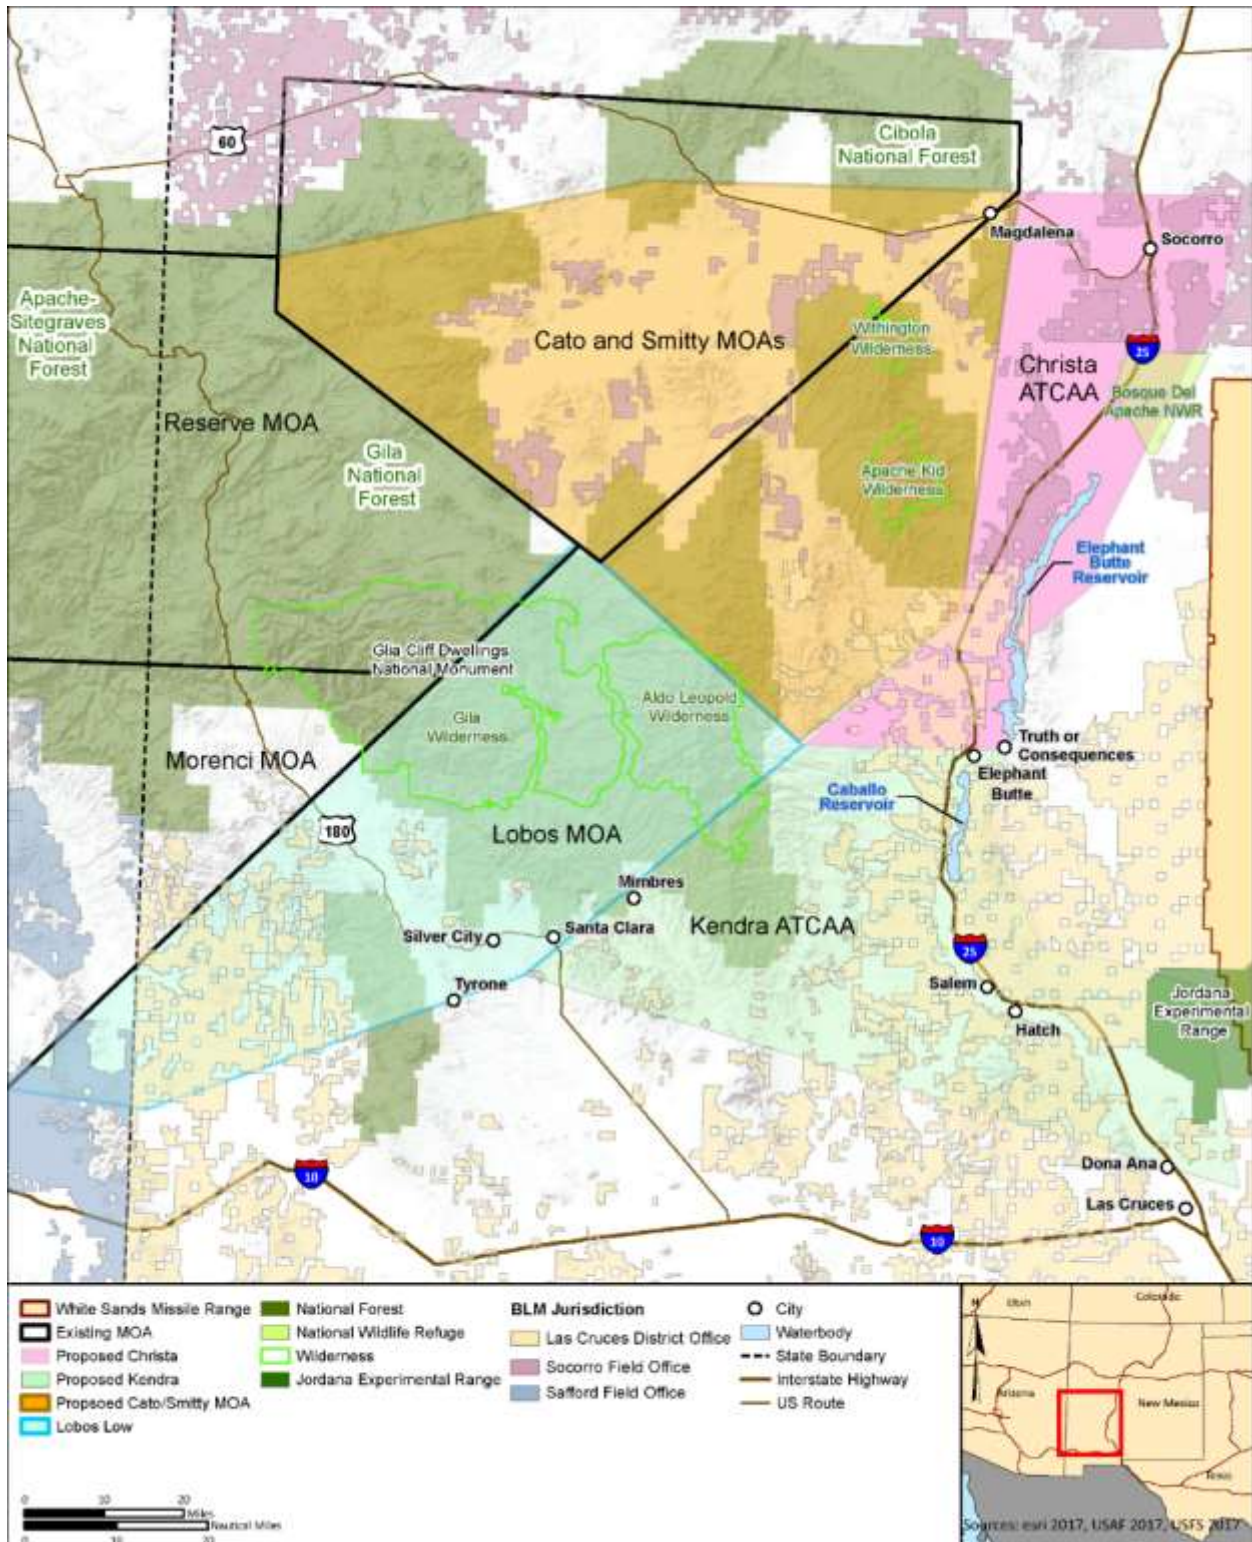 60
Cibola
National Forest
Magdalena
Socorro
Apache-
Sitegraves
National
Forest
Cato and Smitty MOAs
Withington
Wilderness
25
Christa
ATCAA
Bosque Del
Apache NWR
Reserve MOA
Gila
National
Forest
Apache Kid
Wilderness
Elephant
Butte
Reservoir
Glia Cliff Dwellings
National Monument
Aldo Leopold
Wilderness
Gila
Wilderness
Truth or
Consequences
Morenci MOA
Elephant
Butte
Caballo
Reservoir
180
Lobos MOA
Mimbres
Kendra ATCAA
Santa Clara
Silver City
25
Tyrone
Salem
Hatch
Jordana
Experimental
Range
10
Dona Ana
Las Cruces
10
White Sands Missile Range
Existing MOA
Proposed Christa
Proposed Kendra
Propsoed Cato/Smitty MOA
Lobos Low
National Forest
National Wildlife Refuge
Wilderness
Jordana Experimental Range
BLM Jurisdiction
Las Cruces District Office
Socorro Field Office
Safford Field Office
City
Waterbody
State Boundary
Interstate Highway
US Route
0 10 20
Miles
Nautical Miles
0 10 20
N
Utah
Colorado
Arizona
New Mexico
Texas
Sources: esri 2017, USAF 2017, USFS 2017